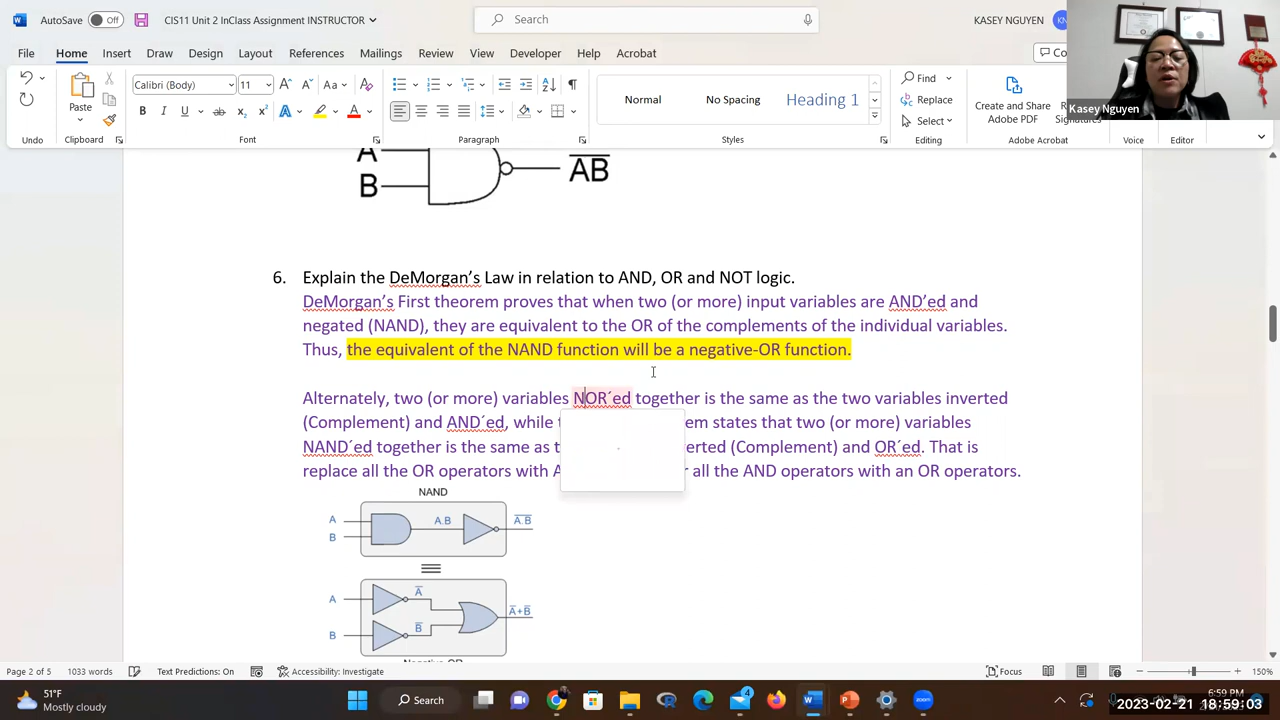 AutoSave Off CIS11 Unit 2 InClass Assignment INSTRUCTOR Search KASEY NGUYEN KN
File Home Insert Draw Design Layout References Mailings Review View Developer Help Acrobat Co
Paste Calibri (Body) 11 Normal No Spacing Heading 1 Find Replace Select Create and Share Adobe PDF
Undo Clipboard Font Paragraph Styles Editing Adobe Acrobat Voice Editor
Kasey Nguyen
A
B AB̅
6. Explain the DeMorgan’s Law in relation to AND, OR and NOT logic.
DeMorgan’s First theorem proves that when two (or more) input variables are AND’ed and
negated (NAND), they are equivalent to the OR of the complements of the individual variables.
Thus, the equivalent of the NAND function will be a negative-OR function.
Alternately, two (or more) variables NOR´ed together is the same as the two variables inverted
(Complement) and AND´ed, while t em states that two (or more) variables
NAND´ed together is the same as t erted (Complement) and OR´ed. That is
replace all the OR operators with A r all the AND operators with an OR operators.
NAND
A A.B A.B
B
A A
A+B
B B
Page 2 of 5 1033 words Text Predictions: On Accessibility: Investigate Focus 150%
51°F
Mostly cloudy
Search
4
6:59 PM
2023-02-21 18:59:03